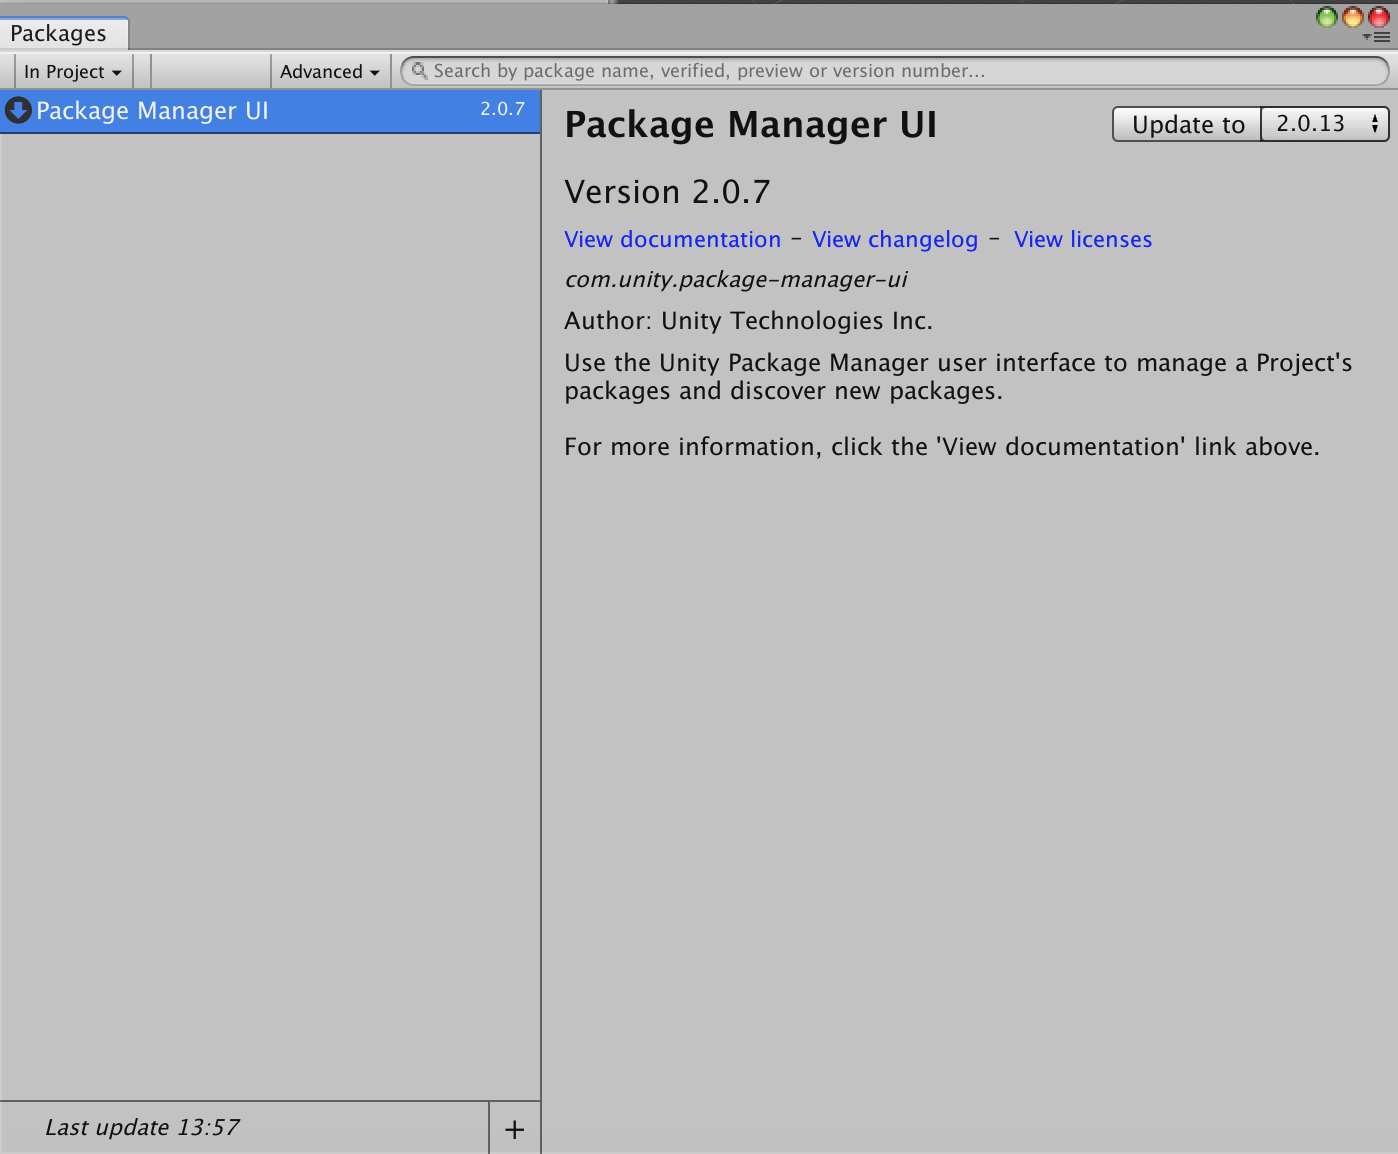 Packages
In Project
Advanced
Search by package name, verified, preview or version number...
Package Manager UI 2.0.7
Package Manager UI
Update to 2.0.13
Version 2.0.7
View documentation - View changelog - View licenses
com.unity.package-manager-ui
Author: Unity Technologies Inc.
Use the Unity Package Manager user interface to manage a Project's
packages and discover new packages.
For more information, click the 'View documentation' link above.
Last update 13:57
+